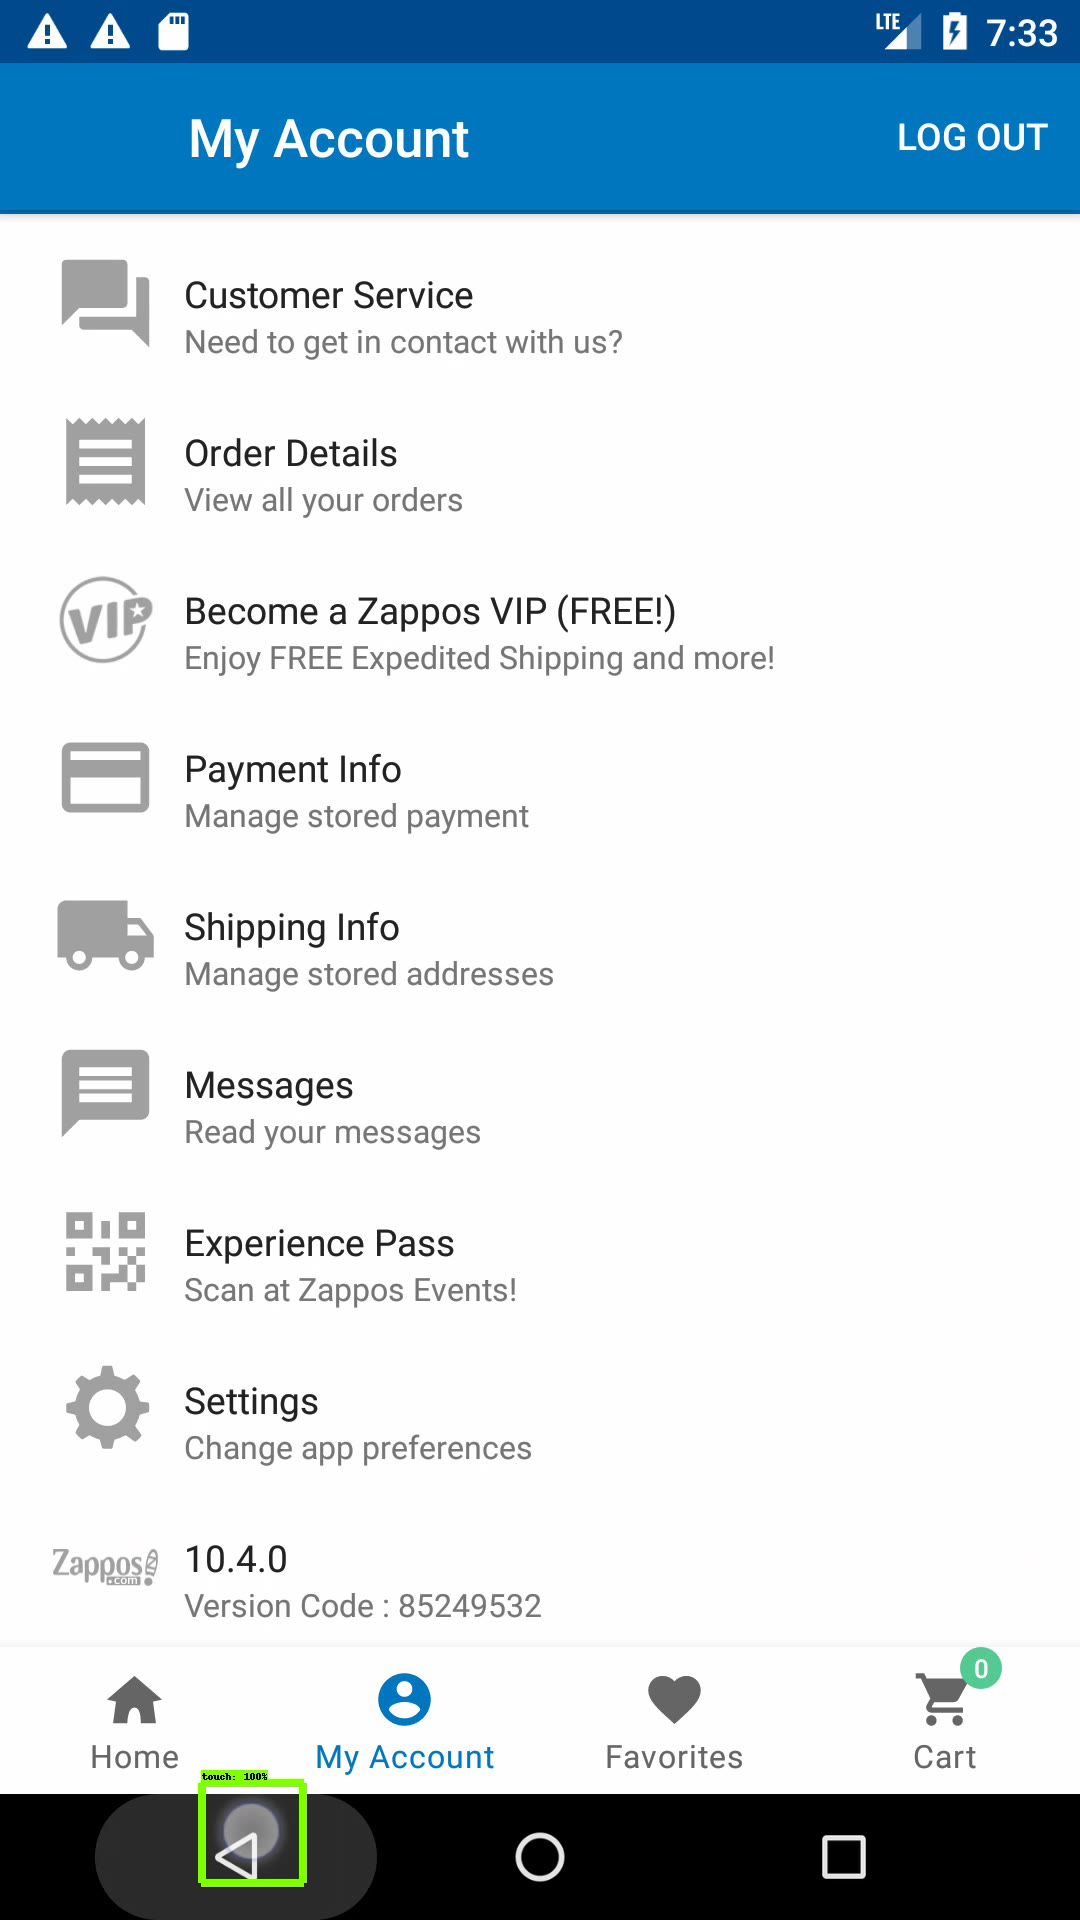 LTE 7:33
My Account
LOG OUT
Customer Service
Need to get in contact with us?
Order Details
View all your orders
VIP
Become a Zappos VIP (FREE!)
Enjoy FREE Expedited Shipping and more!
Payment Info
Manage stored payment
Shipping Info
Manage stored addresses
Messages
Read your messages
Experience Pass
Scan at Zappos Events!
Settings
Change app preferences
Zappos
.com
10.4.0
Version Code : 85249532
0
Home
My Account
Favorites
Cart
touch: 100%